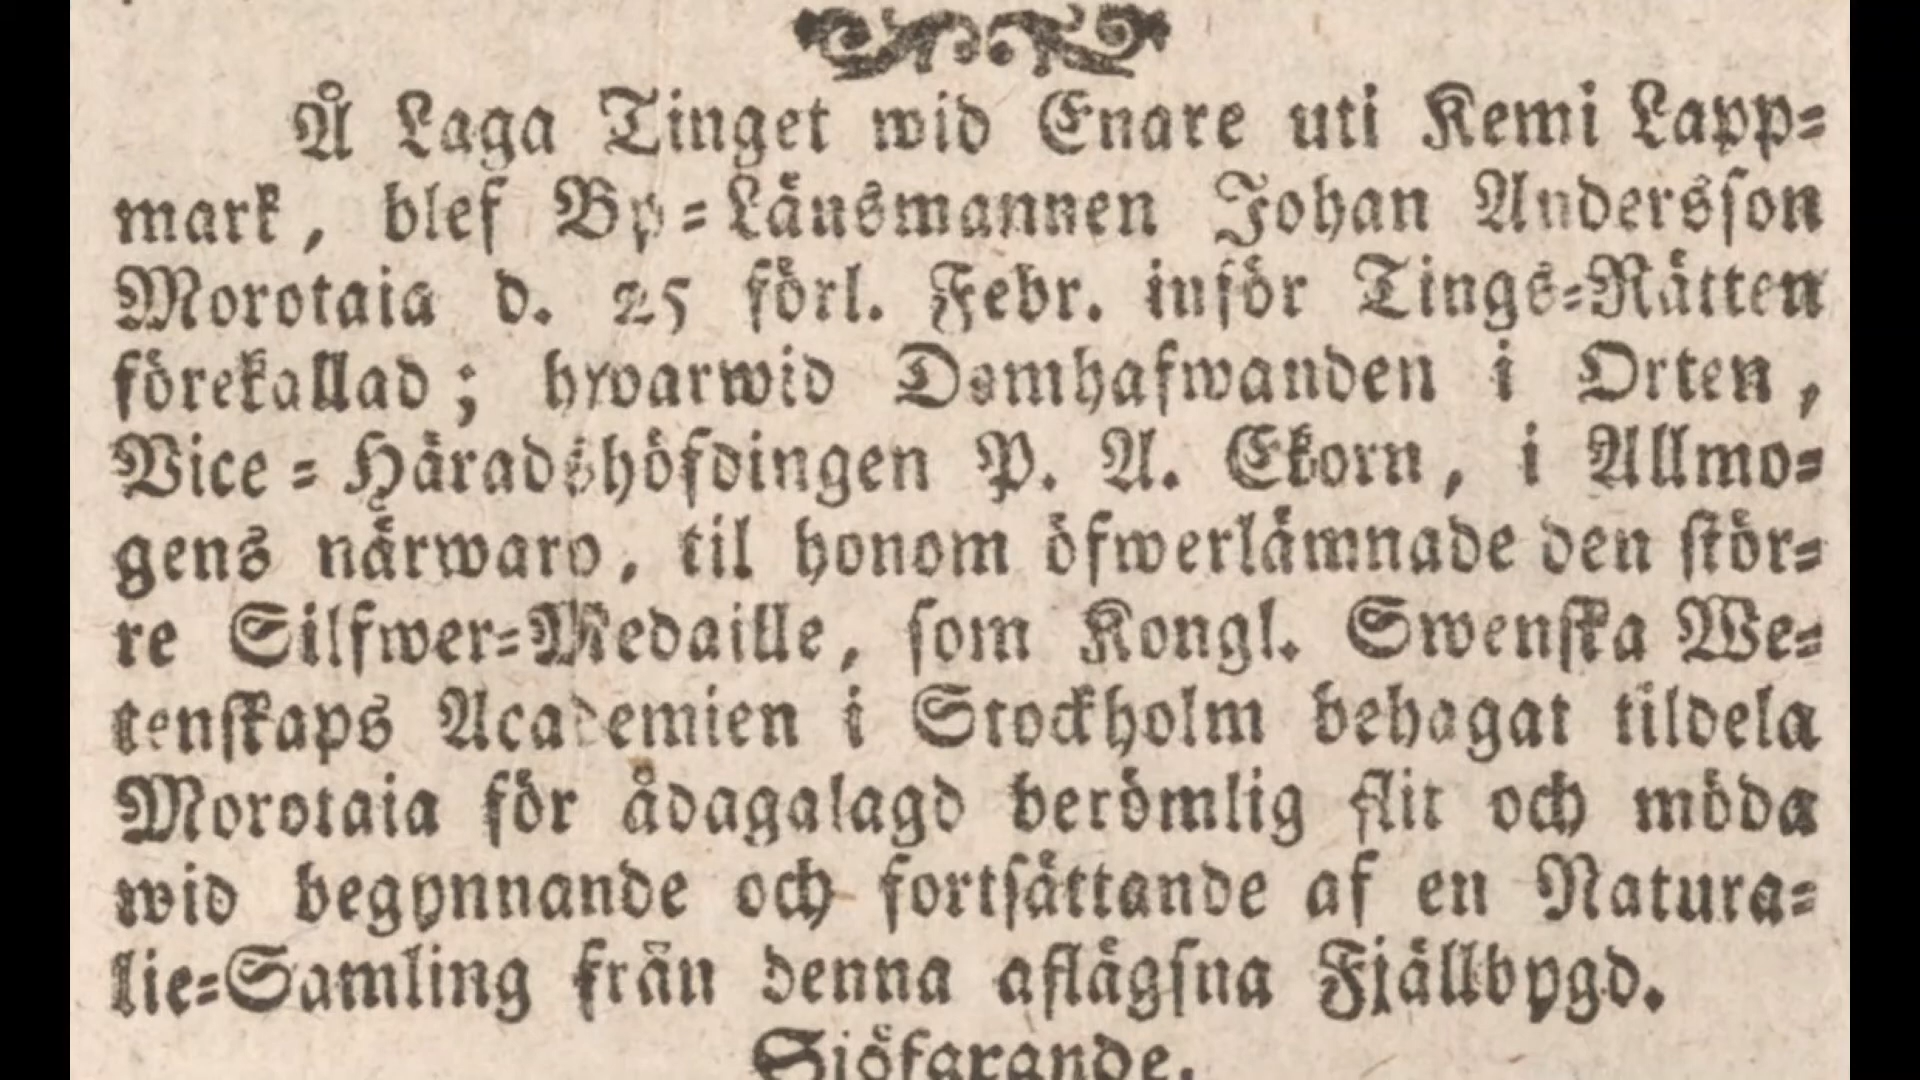 Å Laga Tinget wid Enare uti Kemi Lapp=
mark, blef By=Länsmannen Johan Andersson
Morotaia d. 25 förl. Febr. inför Tings=Rätten
förekallad; hwarwid Domhafwanden i Orten,
Vice=Häradshöfdingen P. A. Ekorn, i Allmo=
gens närwaro, til honom öfwerlämnade den stör=
re Silfwer=Medaille, som Kongl. Swenska We=
tenskaps Academien i Stockholm behagat tildela
Morotaia för ådagalagd berömlig flit och möda
wid begynnande och fortsättande af en Natura=
lie=Samling från denna aflägsna Fjällbygd.
Sjöfarande.